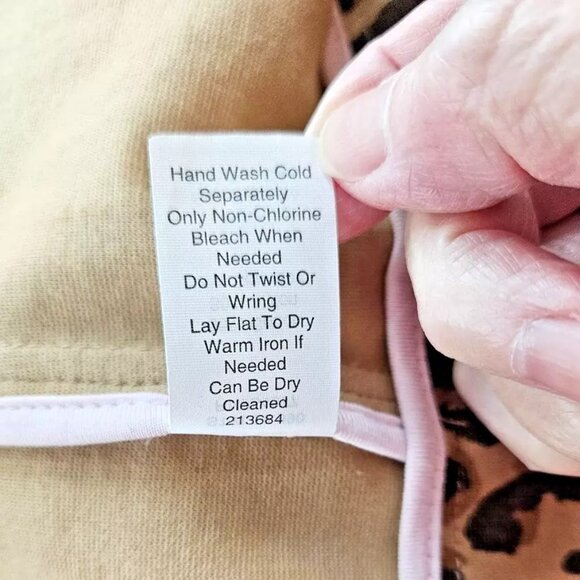 Hand Wash Cold
Separately
Only Non-Chlorine
Bleach When
Needed
Do Not Twist Or
Wring
Lay Flat To Dry
Warm Iron If
Needed
Can Be Dry
Cleaned
213684